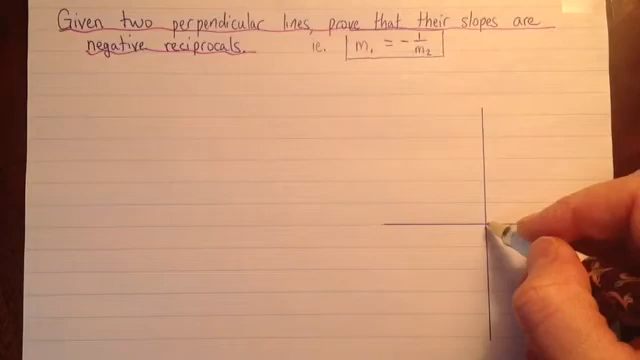 Given two perpendicular lines, prove that their slopes are
negative reciprocals. ie. m₁ = -1/m₂